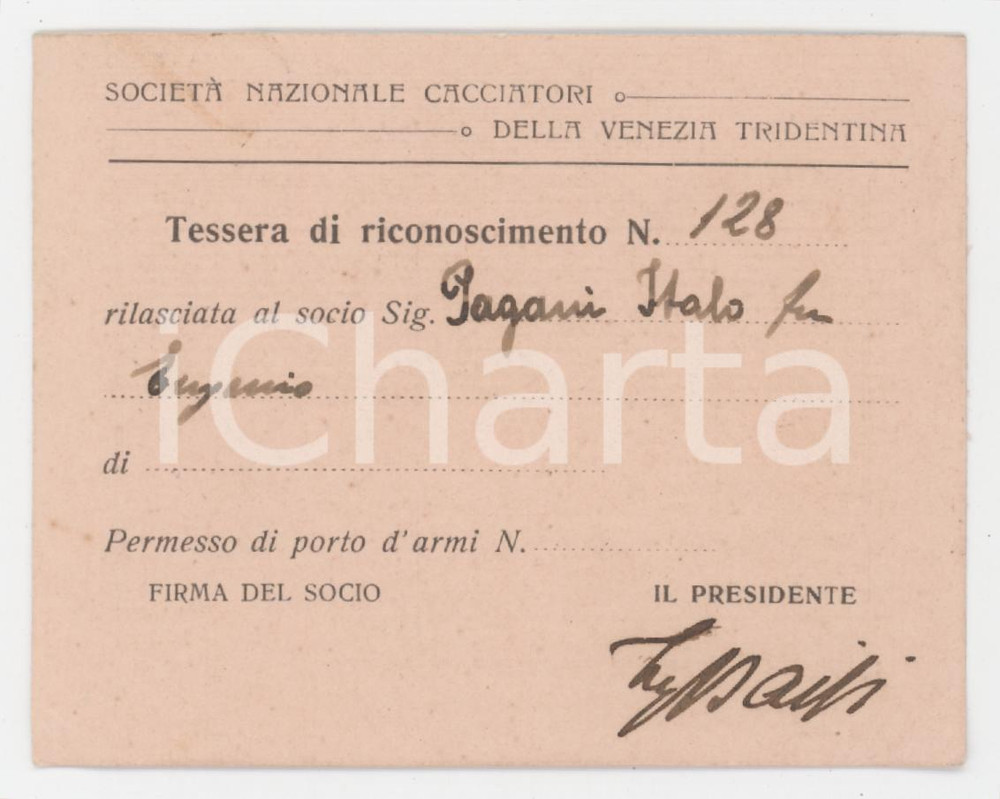 SOCIETÀ NAZIONALE CACCIATORI
DELLA VENEZIA TRIDENTINA
Tessera di riconoscimento N. 128
rilasciata al socio Sig. Pagani Italo fu
Eugenio
iCharta
di
Permesso di porto d'armi N.
FIRMA DEL SOCIO
IL PRESIDENTE